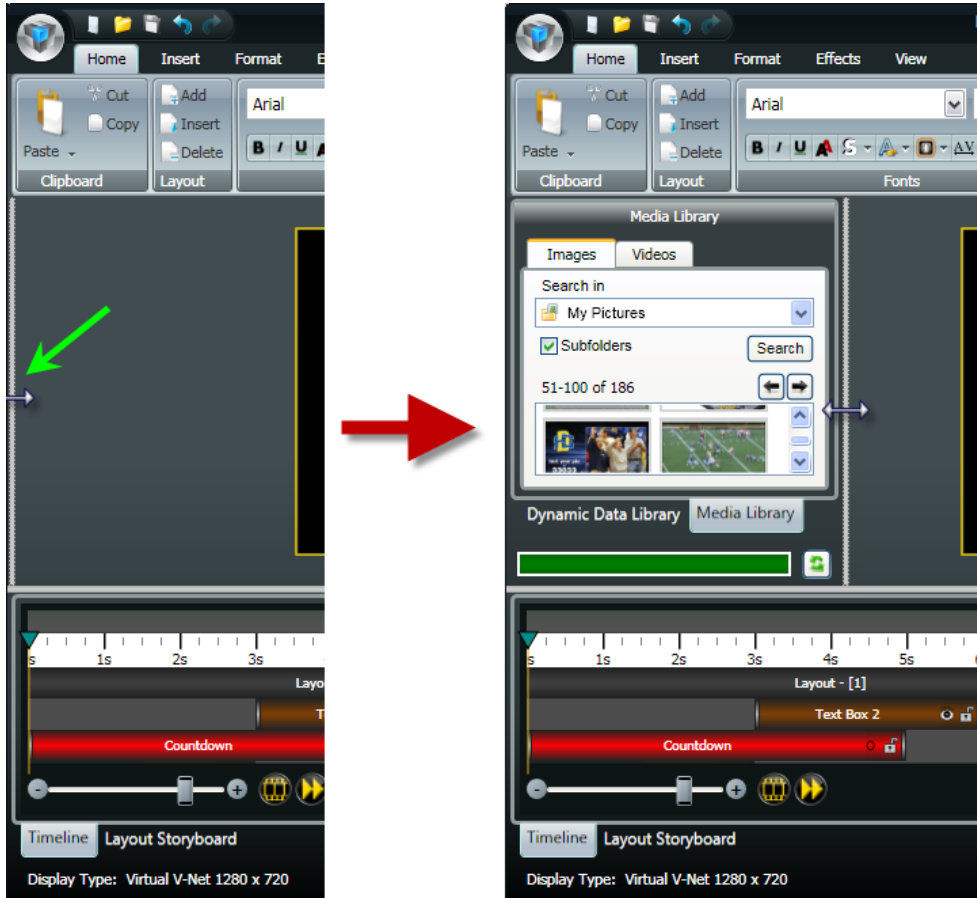 Home Insert Format E
Cut
Copy
Paste
Clipboard
Add
Insert
Delete
Layout
Arial
B I U A
s 1s 2s 3s
Layo
T
Countdown
Timeline Layout Storyboard
Display Type: Virtual V-Net 1280 x 720
Home Insert Format Effects View
Cut
Copy
Paste
Clipboard
Add
Insert
Delete
Layout
Arial
B I U A S A AV
Fonts
Media Library
Images Videos
Search in
My Pictures
Subfolders Search
51-100 of 186
33033
Dynamic Data Library Media Library
s 1s 2s 3s 4s 5s
Layout - [1]
Text Box 2
Countdown
Timeline Layout Storyboard
Display Type: Virtual V-Net 1280 x 720